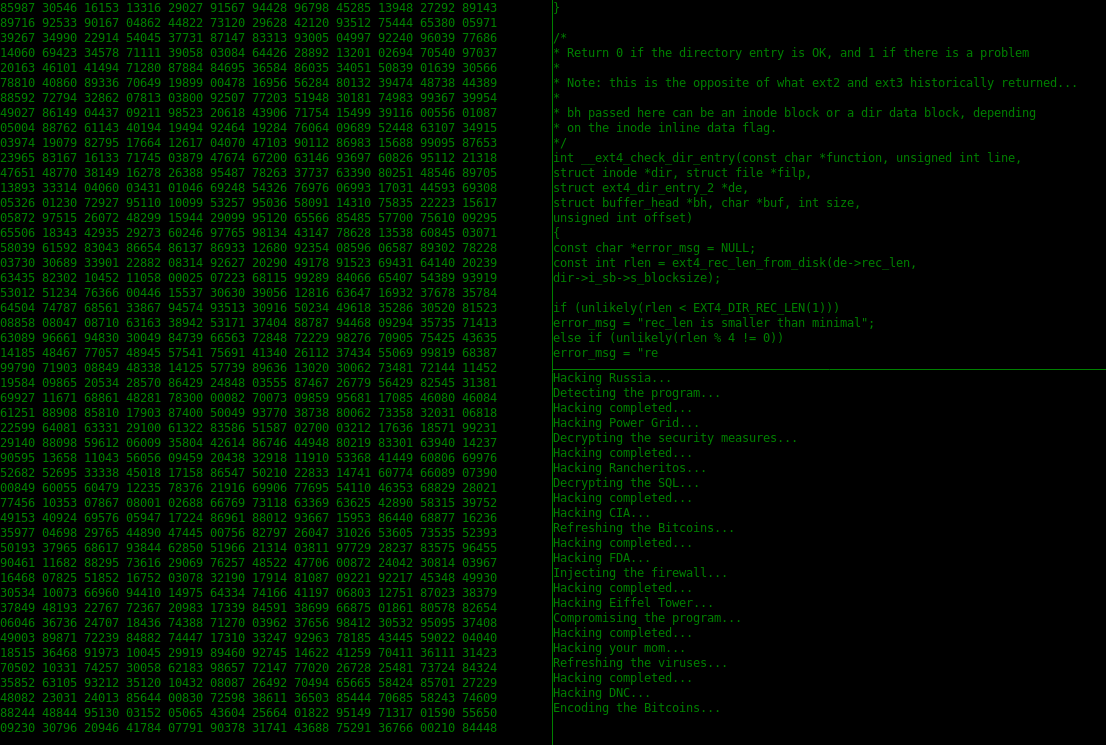 85987 30546 16153 13316 29027 91567 94428 96798 45285 13948 27292 89143
89716 92533 90167 04862 44822 73120 29628 42120 93512 75444 65380 05971
39267 34990 22914 54045 37731 87147 83313 93005 04997 92240 96039 77686
14060 69423 34578 71111 39058 03084 64426 28892 13201 02694 70540 97037
20163 46101 41494 71280 87884 84695 36584 86035 34051 50839 01639 30566
78810 40860 89336 70649 19899 00478 16956 56284 80132 39474 48738 44389
88592 72794 32862 07813 03800 92507 77203 51948 30181 74983 99367 39954
49027 86149 04437 09211 98523 20618 43906 71754 15499 39116 00556 01087
05004 88762 61143 40194 19494 92464 19284 76064 09689 52448 63107 34915
03974 19079 82795 17664 12617 04070 47103 90112 86983 15688 99095 87653
23965 83167 16133 71745 03879 47674 67200 63146 93697 60826 95112 21318
47651 48770 38149 16278 26388 95487 78263 37737 63390 80251 48546 89705
13893 33314 04060 03431 01046 69248 54326 76976 06993 17031 44593 69308
05326 01230 72927 95110 10099 53257 95036 58091 14310 75835 22223 15617
05872 97515 26072 48299 15944 29099 95120 65566 85485 57700 75610 09295
65506 18343 42935 29273 60246 97765 98134 43147 78628 13538 60845 03071
58039 61592 83043 86654 86137 86933 12680 92354 08596 06587 89302 78228
03730 30689 33901 22882 08314 92627 20290 49178 91523 69431 64140 20239
63435 82302 10452 11058 00025 07223 68115 99289 84066 65407 54389 93919
53012 51234 76366 00446 15537 30630 39056 12816 63647 16932 37678 35784
64504 74787 68561 33867 94574 93513 30916 50234 49618 35286 30520 81523
08858 08047 08710 63163 38942 53171 37404 88787 94468 09294 35735 71413
63089 96661 94830 30049 84739 66563 72848 72229 98276 70905 75425 43635
14185 48467 77057 48945 57541 75691 41340 26112 37434 55069 99819 68387
99790 71903 08849 48338 14125 57739 89636 13020 30062 73481 72144 11452
19584 09865 20534 28570 86429 24848 03555 87467 26779 56429 82545 31381
69927 11671 68861 48281 78300 00082 70073 09859 95681 17085 46080 46084
61251 88908 85810 17903 87400 50049 93770 38738 80062 73358 32031 06818
22599 64081 63331 29100 61322 83586 51587 02700 03212 17636 18571 99231
29140 88098 59612 06009 35804 42614 86746 44948 80219 83301 63940 14237
90595 13658 11043 56056 09459 20438 32918 11910 53368 41449 60806 69976
52682 52695 33338 45018 17158 86547 50210 22833 14741 60774 66089 07390
00849 60055 60479 12235 78376 21916 69906 77695 54110 46353 68829 28021
77456 10353 07867 08001 02688 66769 73118 63369 63625 42890 58315 39752
49153 40924 69576 05947 17224 86961 88012 93667 15953 86440 68877 16236
35977 04698 29765 44890 47445 00756 82797 26047 31026 53605 73535 52393
50193 37965 68617 93844 62850 51966 21314 03811 97729 28237 83575 96455
90461 11682 88295 73616 29069 76257 48522 47706 00872 24042 30814 03967
16468 07825 51852 16752 03078 32190 17914 81087 09221 92217 45348 49930
30534 10073 66960 94410 14975 64334 74166 41197 06803 12751 87023 38379
37849 48193 22767 72367 20983 17339 84591 38699 66875 01861 80578 82654
06046 36736 24707 18436 74388 71270 03962 37656 98412 30532 95095 37408
49003 89871 72239 84882 74447 17310 33247 92963 78185 43445 59022 04040
18515 36468 91973 10045 29919 89460 92745 14622 41259 70411 36111 31423
70502 10331 74257 30058 62183 98657 72147 77020 26728 25481 73724 84324
35852 63105 93212 35120 10432 08087 26492 70494 65665 58424 85701 27229
48082 23031 24013 85644 00830 72598 38611 36503 85444 70685 58243 74609
88244 48844 95130 03152 05065 43604 25664 01822 95149 71317 01590 55650
09230 30796 20946 41784 07791 90378 31741 43688 75291 36766 00210 84448
}
/*
* Return 0 if the directory entry is OK, and 1 if there is a problem
*
* Note: this is the opposite of what ext2 and ext3 historically returned...
*
* bh passed here can be an inode block or a dir data block, depending
* on the inode inline data flag.
*/
int __ext4_check_dir_entry(const char *function, unsigned int line,
struct inode *dir, struct file *filp,
struct ext4_dir_entry_2 *de,
struct buffer_head *bh, char *buf, int size,
unsigned int offset)
{
const char *error_msg = NULL;
const int rlen = ext4_rec_len_from_disk(de->rec_len,
dir->i_sb->s_blocksize);
if (unlikely(rlen < EXT4_DIR_REC_LEN(1)))
error_msg = "rec_len is smaller than minimal";
else if (unlikely(rlen % 4 != 0))
error_msg = "re
Hacking Russia...
Detecting the program...
Hacking completed...
Hacking Power Grid...
Decrypting the security measures...
Hacking completed...
Hacking Rancheritos...
Decrypting the SQL...
Hacking completed...
Hacking CIA...
Refreshing the Bitcoins...
Hacking completed...
Hacking FDA...
Injecting the firewall...
Hacking completed...
Hacking Eiffel Tower...
Compromising the program...
Hacking completed...
Hacking your mom...
Refreshing the viruses...
Hacking completed...
Hacking DNC...
Encoding the Bitcoins...